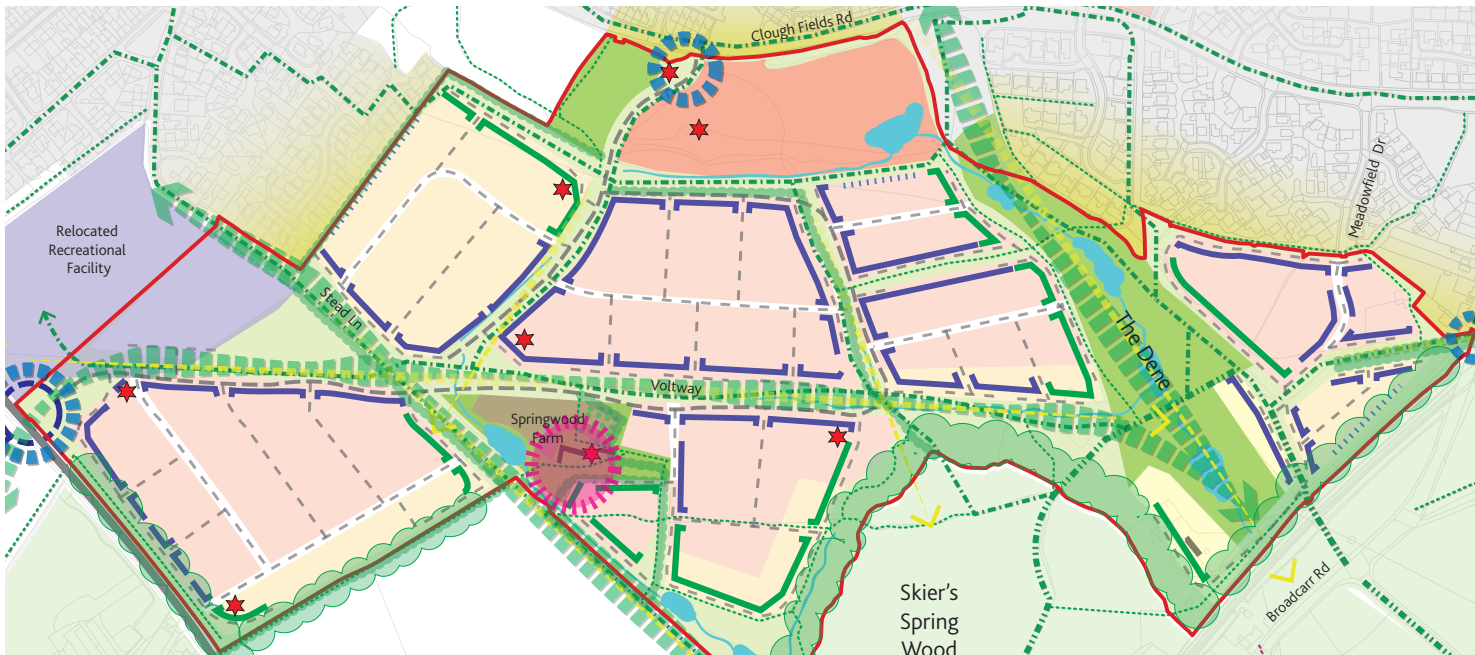 Clough Fields Rd
Meadowfield Dr
Relocated
Recreational
Facility
Stead Ln
The Dene
Voltway
Springwood
Farm
Skier's
Spring
Wood
Broadcarr Rd